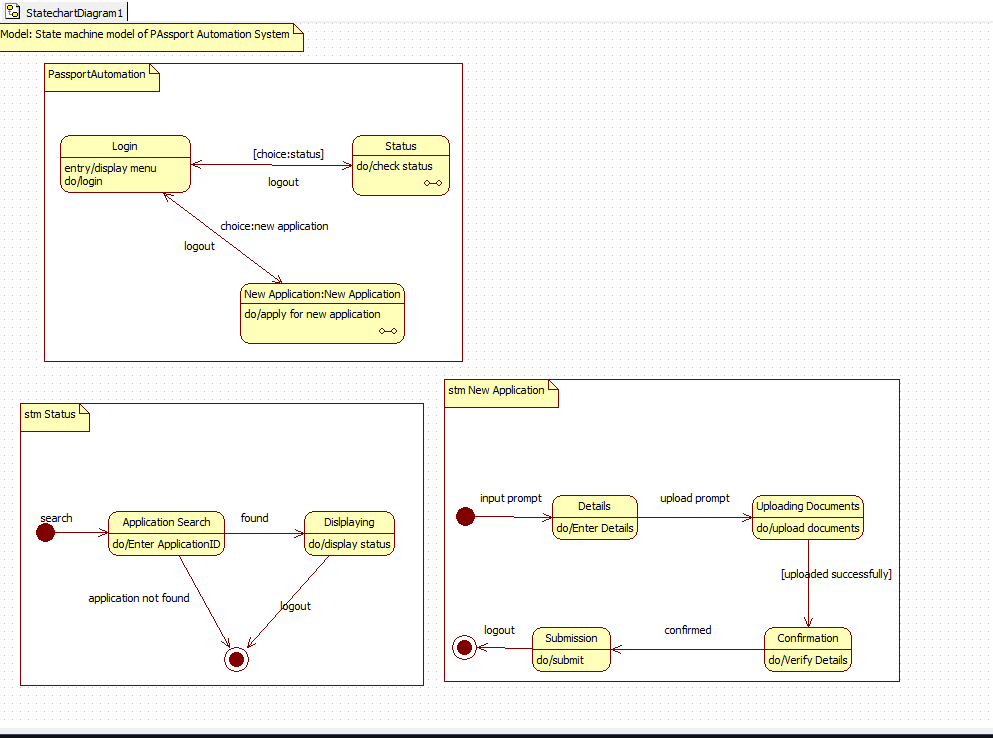 StatechartDiagram1
Model: State machine model of PAssport Automation System
PassportAutomation
Login
entry/display menu
do/login
[choice:status]
logout
Status
do/check status
choice:new application
logout
New Application:New Application
do/apply for new application
stm Status
search
Application Search
do/Enter ApplicationID
found
Dislplaying
do/display status
application not found
logout
stm New Application
input prompt
Details
do/Enter Details
upload prompt
Uploading Documents
do/upload documents
[uploaded successfully]
Confirmation
do/Verify Details
confirmed
Submission
do/submit
logout